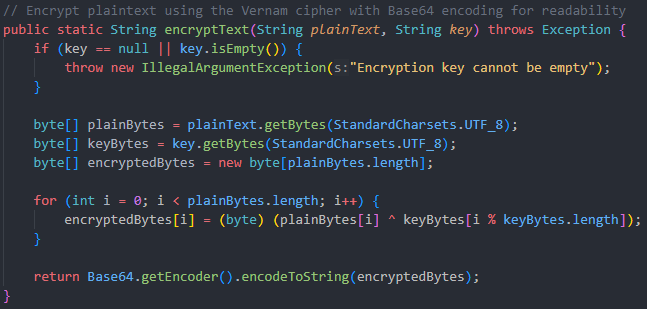 // Encrypt plaintext using the Vernam cipher with Base64 encoding for readability
public static String encryptText(String plainText, String key) throws Exception {
    if (key == null || key.isEmpty()) {
        throw new IllegalArgumentException(s:"Encryption key cannot be empty");
    }

    byte[] plainBytes = plainText.getBytes(StandardCharsets.UTF_8);
    byte[] keyBytes = key.getBytes(StandardCharsets.UTF_8);
    byte[] encryptedBytes = new byte[plainBytes.length];

    for (int i = 0; i < plainBytes.length; i++) {
        encryptedBytes[i] = (byte) (plainBytes[i] ^ keyBytes[i % keyBytes.length]);
    }

    return Base64.getEncoder().encodeToString(encryptedBytes);
}